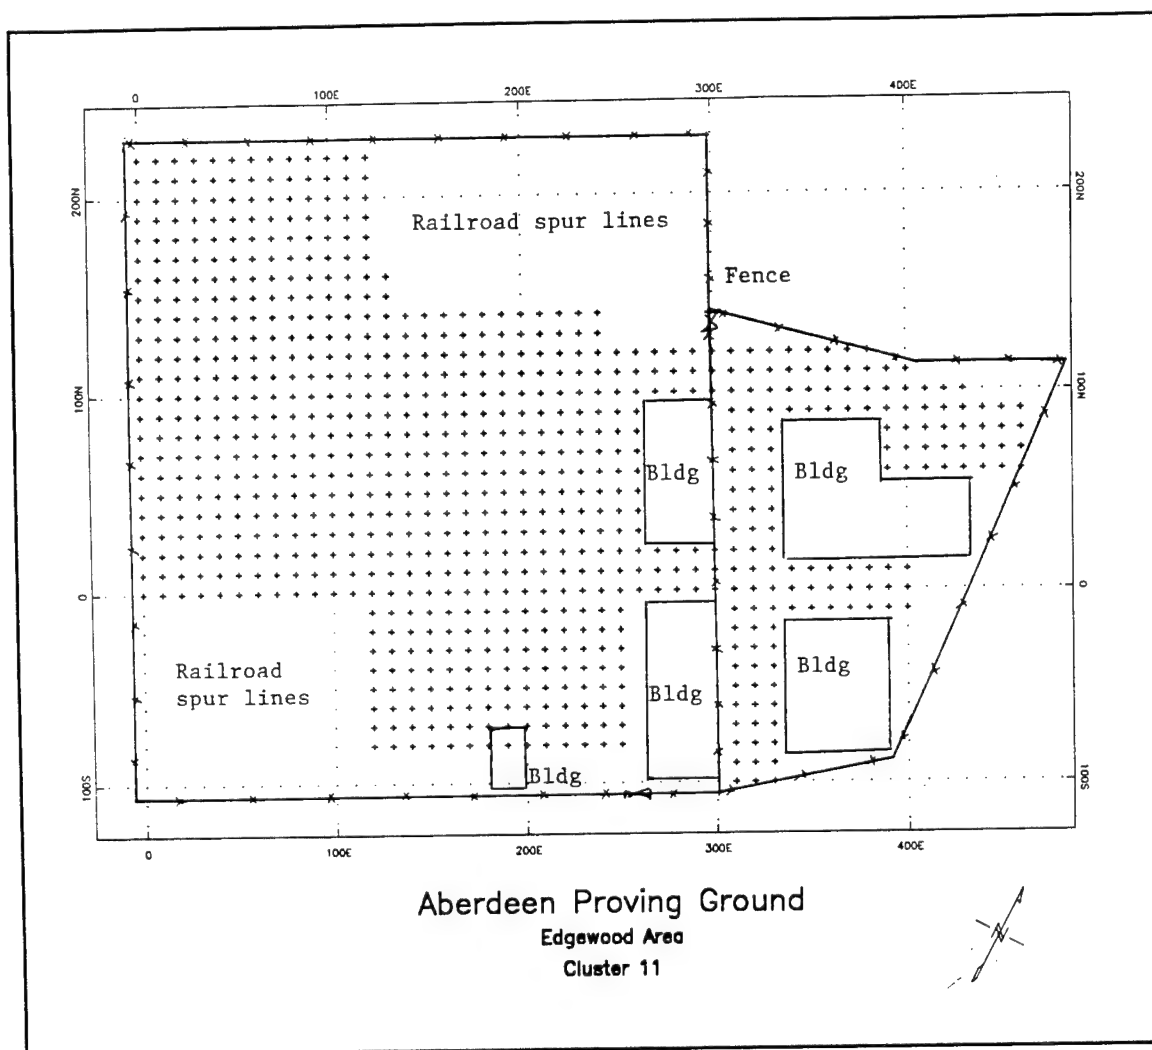 0 100E 200E 300E 400E
200N 200N
Railroad spur lines
Fence
100N 100N
Bldg Bldg
0 0
Railroad
spur lines
Bldg
Bldg
Bldg
100S 100S
0 100E 200E 300E 400E
Aberdeen Proving Ground
Edgewood Area
Cluster 11
N